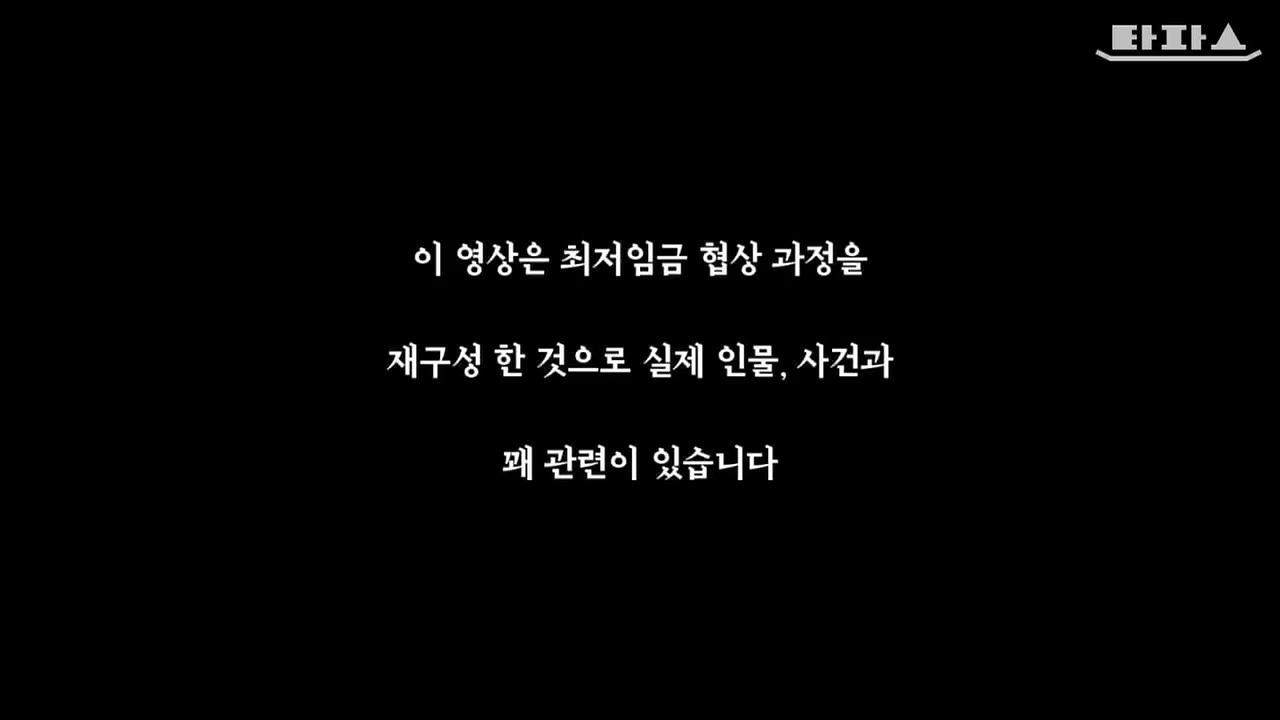 타파스
이 영상은 최저임금 협상 과정을
재구성 한 것으로 실제 인물, 사건과
꽤 관련이 있습니다